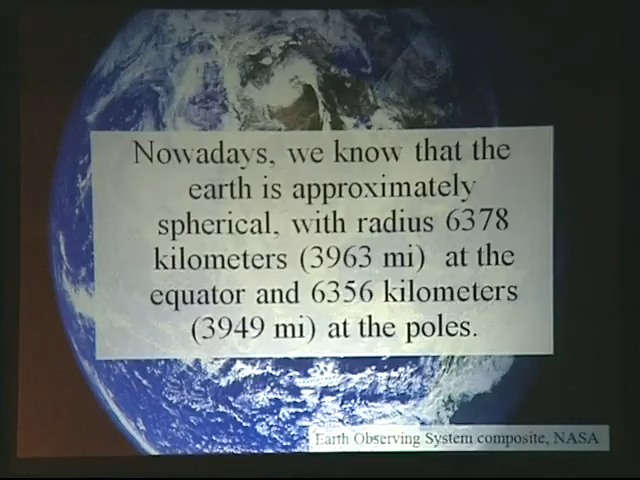 Nowadays, we know that the
earth is approximately
spherical, with radius 6378
kilometers (3963 mi) at the
equator and 6356 kilometers
(3949 mi) at the poles.
Earth Observing System composite, NASA